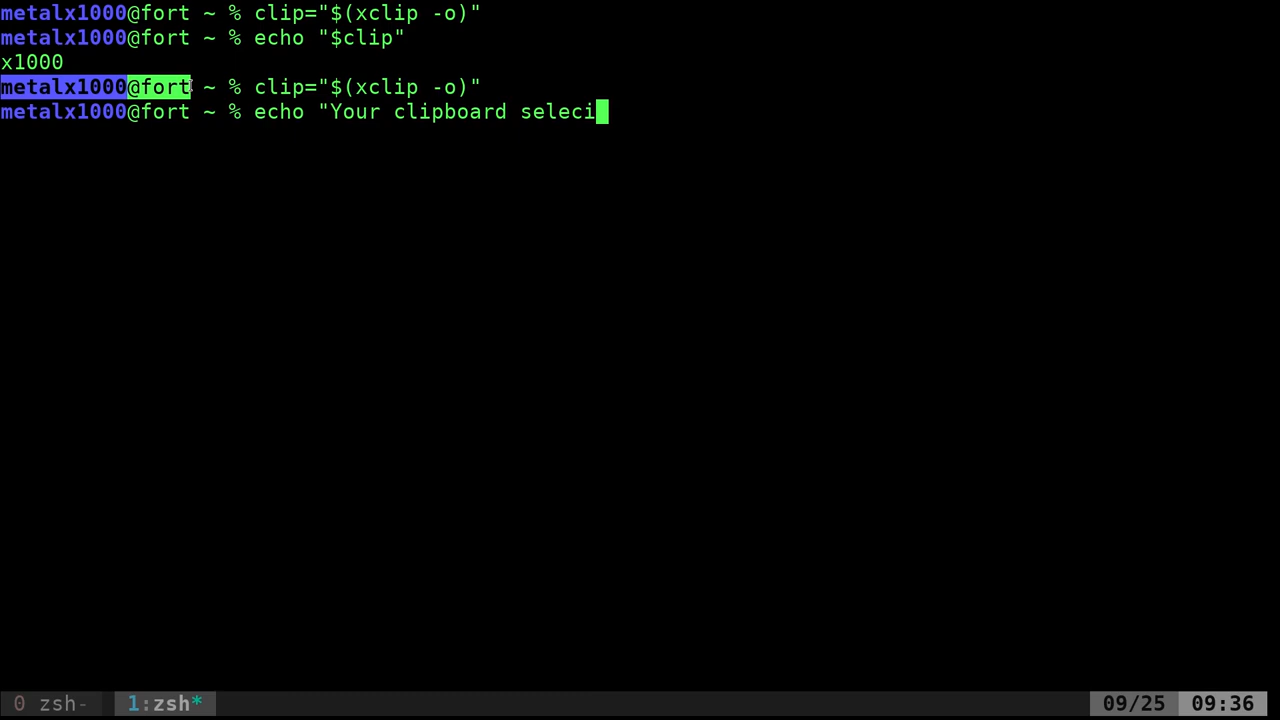 metalx1000@fort ~ % clip="$(xclip -o)"
metalx1000@fort ~ % echo "$clip"
x1000
metalx1000@fort ~ % clip="$(xclip -o)"
metalx1000@fort ~ % echo "Your clipboard seleci
0 zsh- 1:zsh* 09/25 09:36